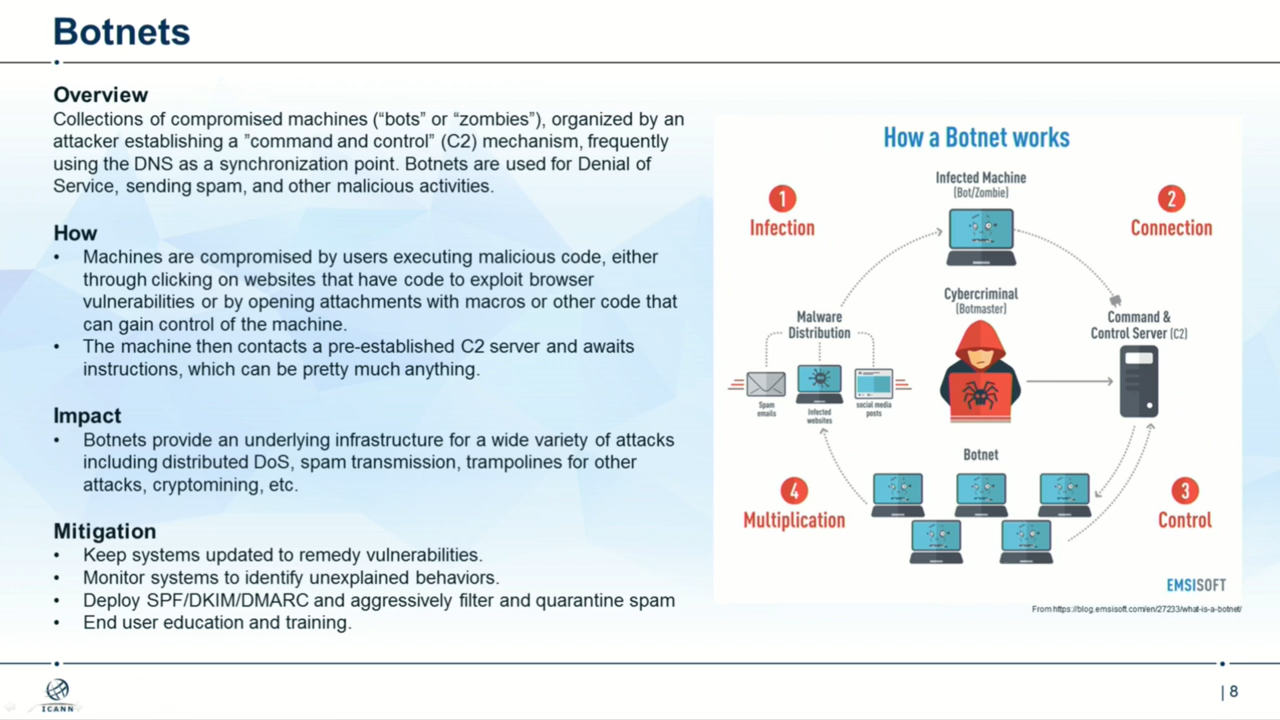 Botnets
Overview
Collections of compromised machines (“bots” or “zombies”), organized by an
attacker establishing a ”command and control” (C2) mechanism, frequently
using the DNS as a synchronization point. Botnets are used for Denial of
Service, sending spam, and other malicious activities.
How
• Machines are compromised by users executing malicious code, either
through clicking on websites that have code to exploit browser
vulnerabilities or by opening attachments with macros or other code that
can gain control of the machine.
• The machine then contacts a pre-established C2 server and awaits
instructions, which can be pretty much anything.
Impact
• Botnets provide an underlying infrastructure for a wide variety of attacks
including distributed DoS, spam transmission, trampolines for other
attacks, cryptomining, etc.
Mitigation
• Keep systems updated to remedy vulnerabilities.
• Monitor systems to identify unexplained behaviors.
• Deploy SPF/DKIM/DMARC and aggressively filter and quarantine spam
• End user education and training.
How a Botnet works
Infected Machine
(Bot/Zombie)
1
Infection
2
Connection
Cybercriminal
(Botmaster)
Malware
Distribution
Command &
Control Server (C2)
Spam
emails
Infected
websites
social media
posts
Botnet
4
Multiplication
3
Control
EMSISOFT
From https://blog.emsisoft.com/en/27233/what-is-a-botnet/
ICANN
| 8